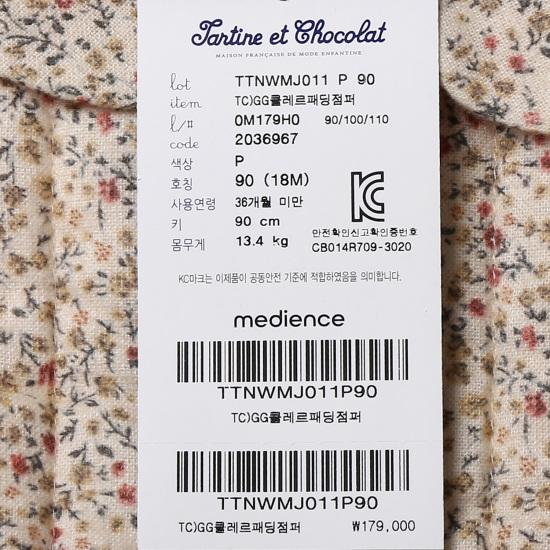 Tartine et Chocolat
MAISON FRANÇAISE DE MODE ENFANTINE
lot TTNWMJ011 P 90
item TC)GG쿨레르패딩점퍼
l/# 0M179H0 90/100/110
code 2036967
색상 P
호칭 90 (18M)
사용연령 36개월 미만
키 90 cm
몸무게 13.4 kg
안전확인신고확인증번호
CB014R709-3020
KC마크는 이제품이 공동안전 기준에 적합하였음을 의미합니다.
medience
TTNWMJ011P90
TC)GG쿨레르패딩점퍼
TTNWMJ011P90
TC)GG쿨레르패딩점퍼 ₩179,000